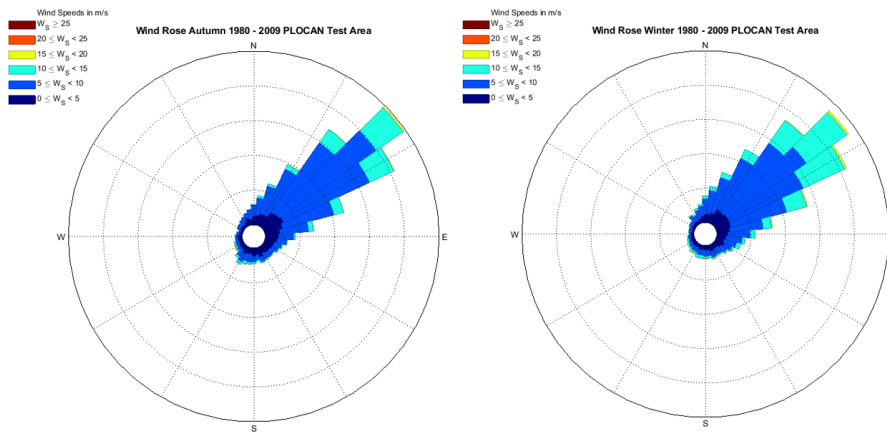 Wind Speeds in m/s
W_S ≥ 25
20 ≤ W_S < 25
15 ≤ W_S < 20
10 ≤ W_S < 15
5 ≤ W_S < 10
0 ≤ W_S < 5
Wind Rose Autumn 1980 - 2009 PLOCAN Test Area
N
W
E
S
Wind Speeds in m/s
W_S ≥ 25
20 ≤ W_S < 25
15 ≤ W_S < 20
10 ≤ W_S < 15
5 ≤ W_S < 10
0 ≤ W_S < 5
Wind Rose Winter 1980 - 2009 PLOCAN Test Area
N
W
S